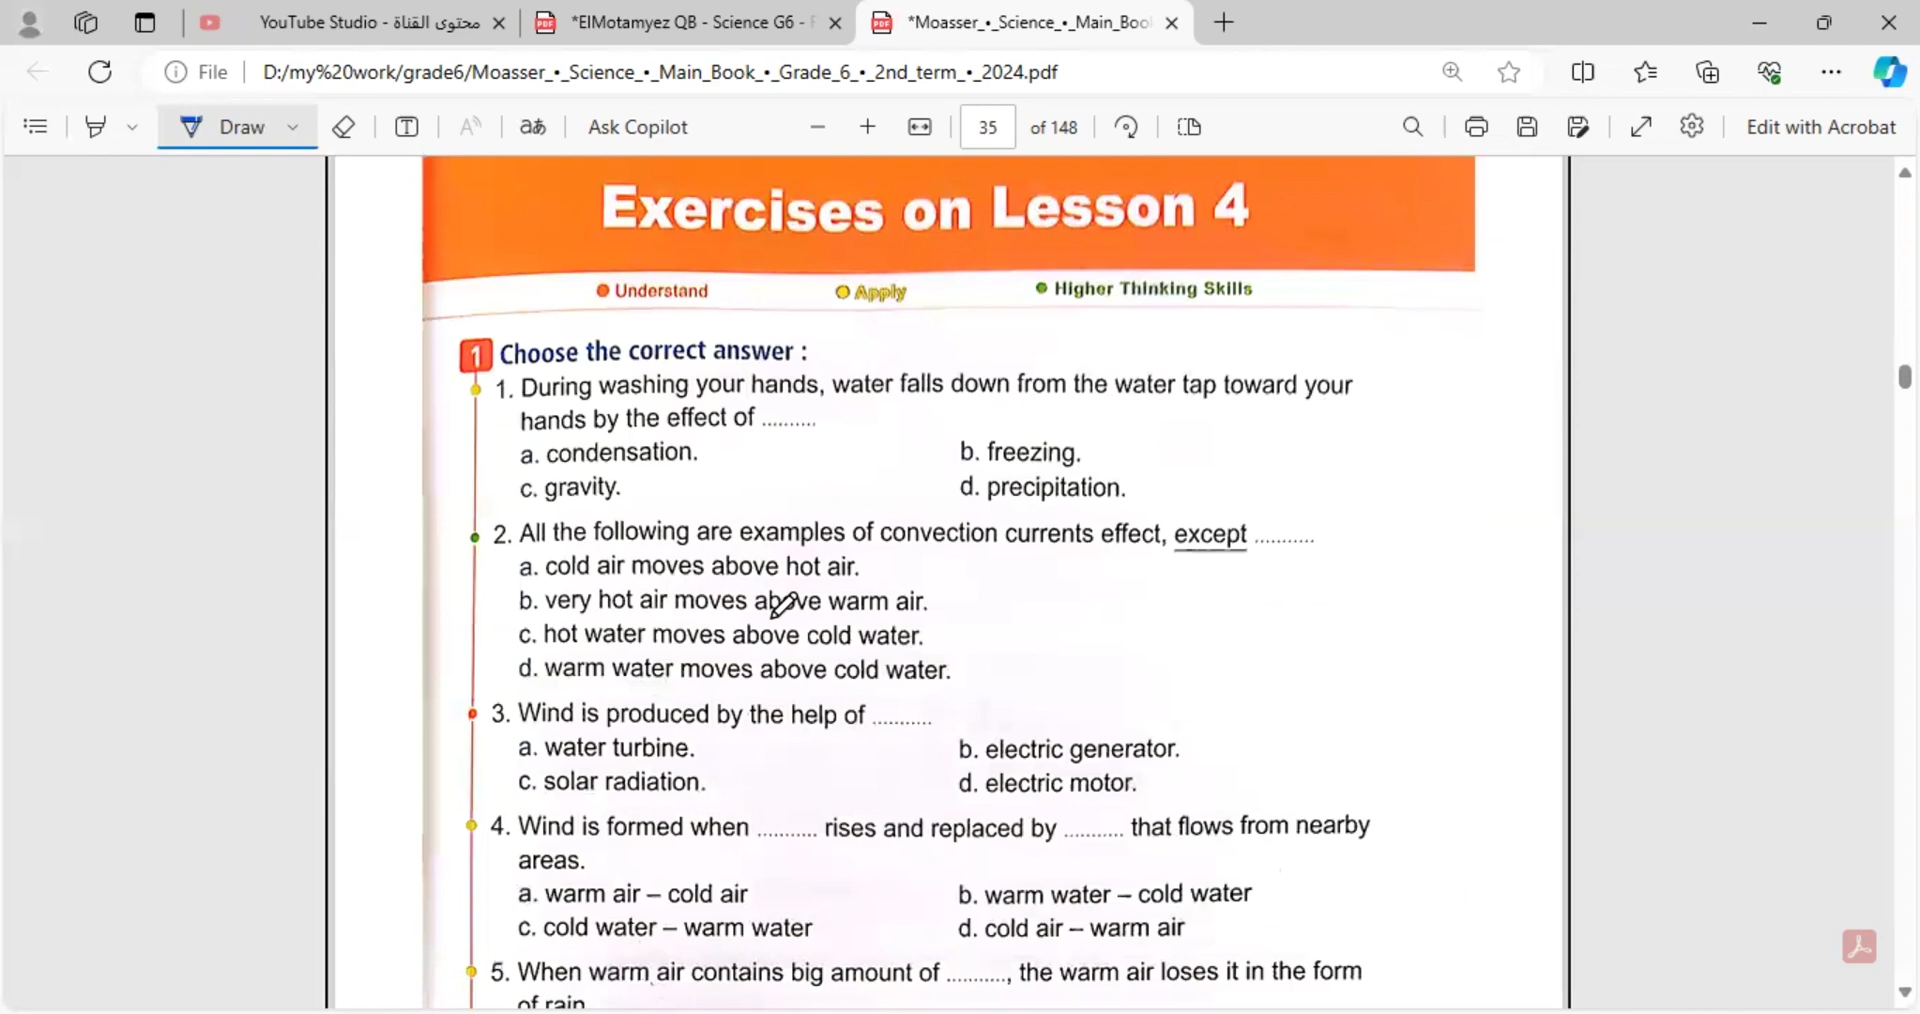 YouTube Studio - محتوى القناة
*ElMotamyez QB - Science G6 -
*Moasser_•_Science_•_Main_Boo
File
D:/my%20work/grade6/Moasser_•_Science_•_Main_Book_•_Grade_6_•_2nd_term_•_2024.pdf
Draw
Ask Copilot
35 of 148
Edit with Acrobat
Exercises on Lesson 4
Understand
Apply
Higher Thinking Skills
1 Choose the correct answer :
1. During washing your hands, water falls down from the water tap toward your
hands by the effect of ..........
a. condensation.
b. freezing.
c. gravity.
d. precipitation.
2. All the following are examples of convection currents effect, except ...........
a. cold air moves above hot air.
b. very hot air moves above warm air.
c. hot water moves above cold water.
d. warm water moves above cold water.
3. Wind is produced by the help of ...........
a. water turbine.
b. electric generator.
c. solar radiation.
d. electric motor.
4. Wind is formed when ........... rises and replaced by ........... that flows from nearby
areas.
a. warm air – cold air
b. warm water – cold water
c. cold water – warm water
d. cold air – warm air
5. When warm air contains big amount of ..........., the warm air loses it in the form
of rain